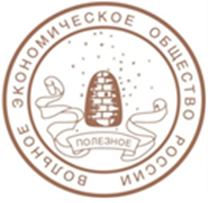 ВОЛЬНОЕ ЭКОНОМИЧЕСКОЕ ОБЩЕСТВО РОССИИ
ПОЛЕЗНОЕ